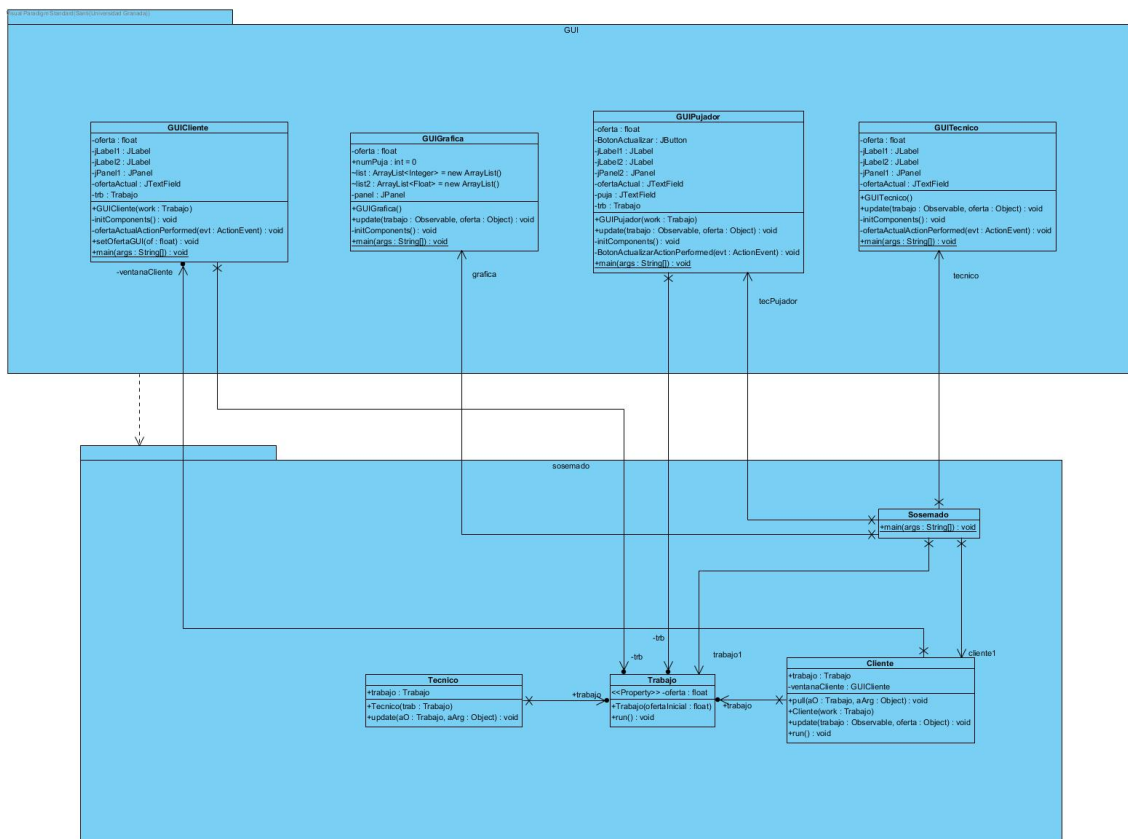 Visual Paradigm Standard(Santi(Universidad Granada))
GUI
GUICliente
-oferta : float
-jLabel1 : JLabel
-jLabel2 : JLabel
-jPanel1 : JPanel
-ofertaActual : JTextField
-trb : Trabajo
+GUICliente(work : Trabajo)
-initComponents() : void
-ofertaActualActionPerformed(evt : ActionEvent) : void
+setOfertaGUI(of : float) : void
+main(args : String[]) : void
-ventanaCliente
GUIGrafica
-oferta : float
+numPuja : int = 0
~list : ArrayList<Integer> = new ArrayList()
~list2 : ArrayList<Float> = new ArrayList()
-panel : JPanel
+GUIGrafica()
+update(trabajo : Observable, oferta : Object) : void
-initComponents() : void
+main(args : String[]) : void
grafica
GUIPujador
-oferta : float
-BotonActualizar : JButton
-jLabel1 : JLabel
-jLabel2 : JLabel
-jPanel2 : JPanel
-ofertaActual : JTextField
-puja : JTextField
-trb : Trabajo
+GUIPujador(work : Trabajo)
+update(trabajo : Observable, oferta : Object) : void
-initComponents() : void
-BotonActualizarActionPerformed(evt : ActionEvent) : void
+main(args : String[]) : void
tecPujador
GUITecnico
-oferta : float
-jLabel1 : JLabel
-jLabel2 : JLabel
-jPanel1 : JPanel
-ofertaActual : JTextField
+GUITecnico()
+update(trabajo : Observable, oferta : Object) : void
-initComponents() : void
-ofertaActualActionPerformed(evt : ActionEvent) : void
+main(args : String[]) : void
tecnico
sosemado
Sosemado
+main(args : String[]) : void
-trb
-trb
trabajo1
cliente1
Tecnico
+trabajo : Trabajo
+Tecnico(trab : Trabajo)
+update(aO : Trabajo, aArg : Object) : void
+trabajo
Trabajo
<<Property>> -oferta : float
+Trabajo(ofertaInicial : float)
+run() : void
+trabajo
Cliente
+trabajo : Trabajo
-ventanaCliente : GUICliente
+pull(aO : Trabajo, aArg : Object) : void
+Cliente(work : Trabajo)
+update(trabajo : Observable, oferta : Object) : void
+run() : void